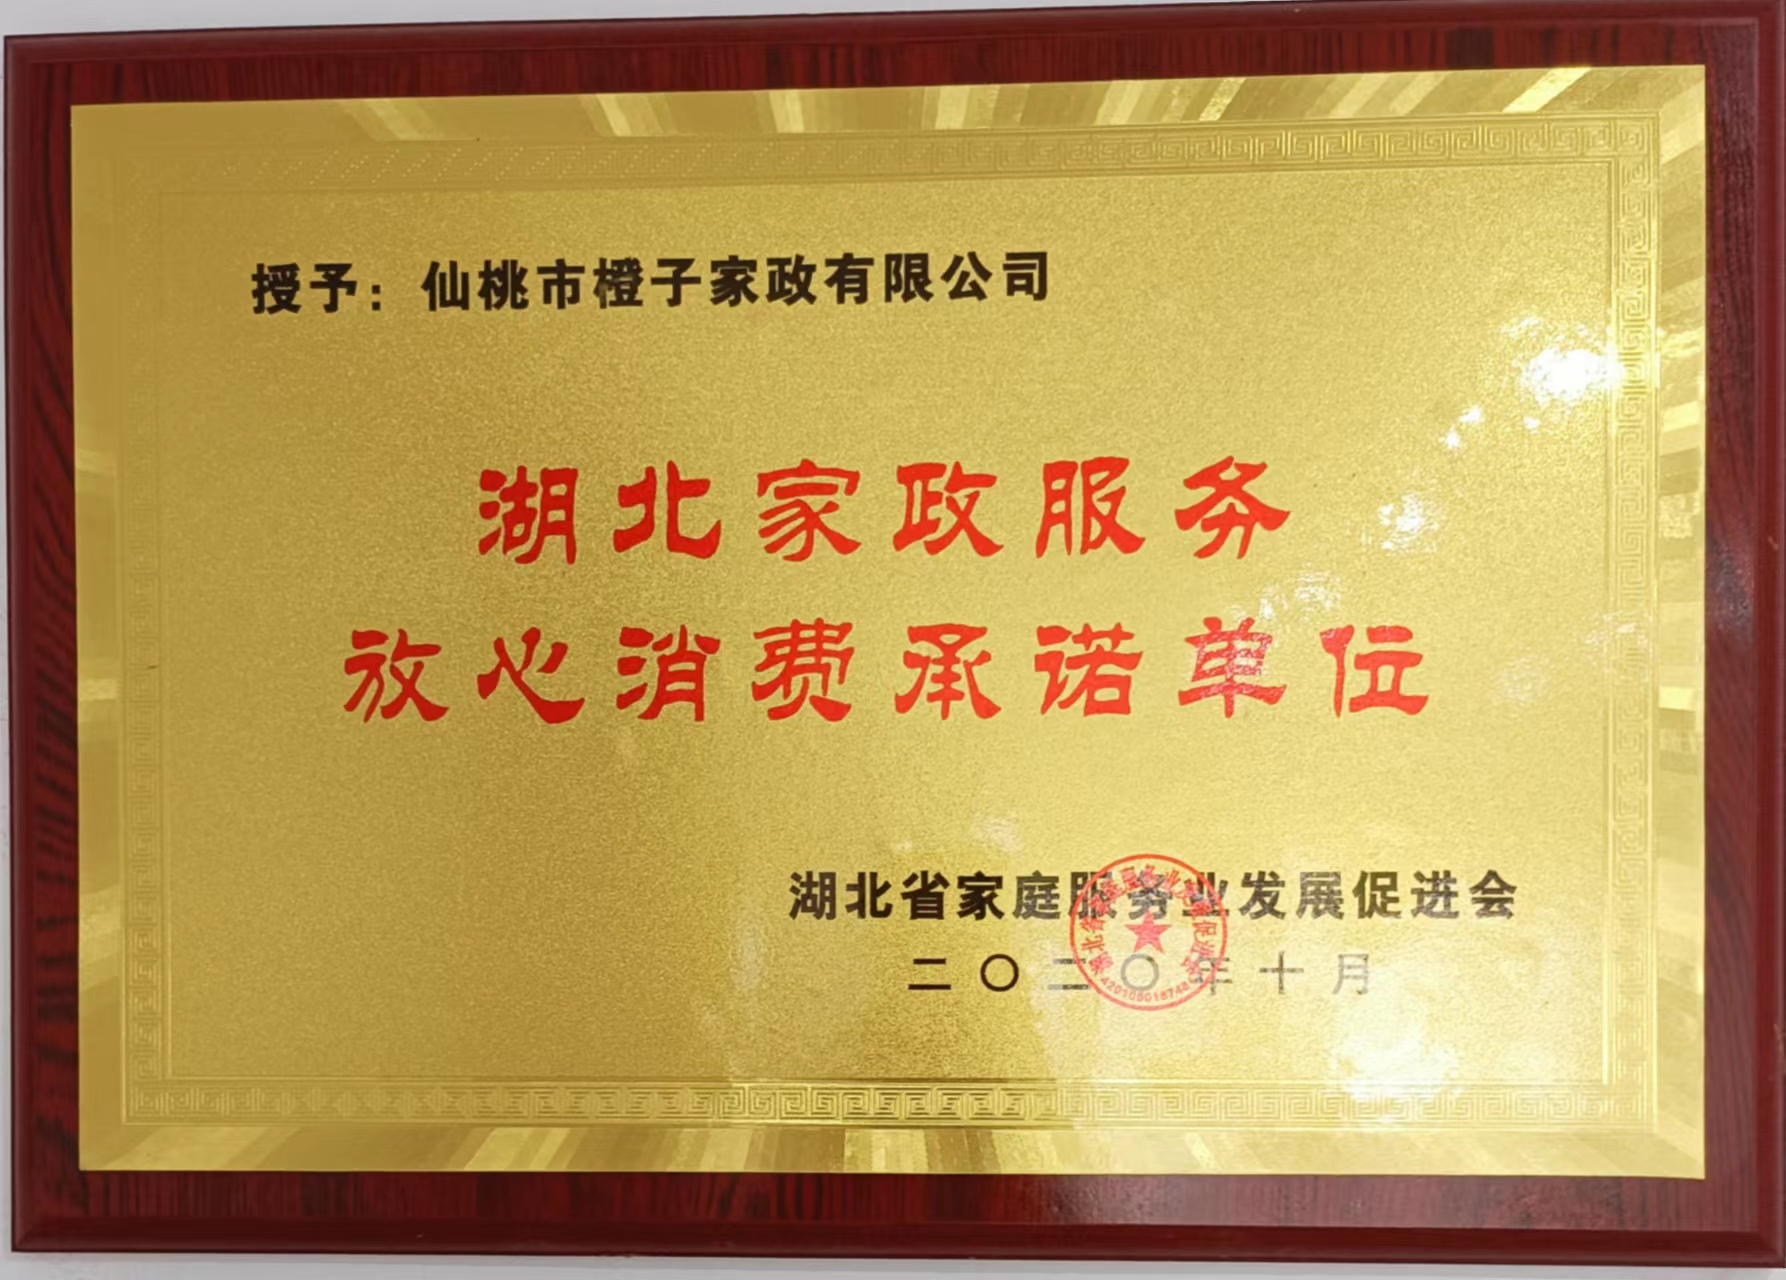 授予：仙桃市橙子家政有限公司
湖北家政服务
放心消费承诺单位
湖北省家庭服务业发展促进会
二〇二〇年十月